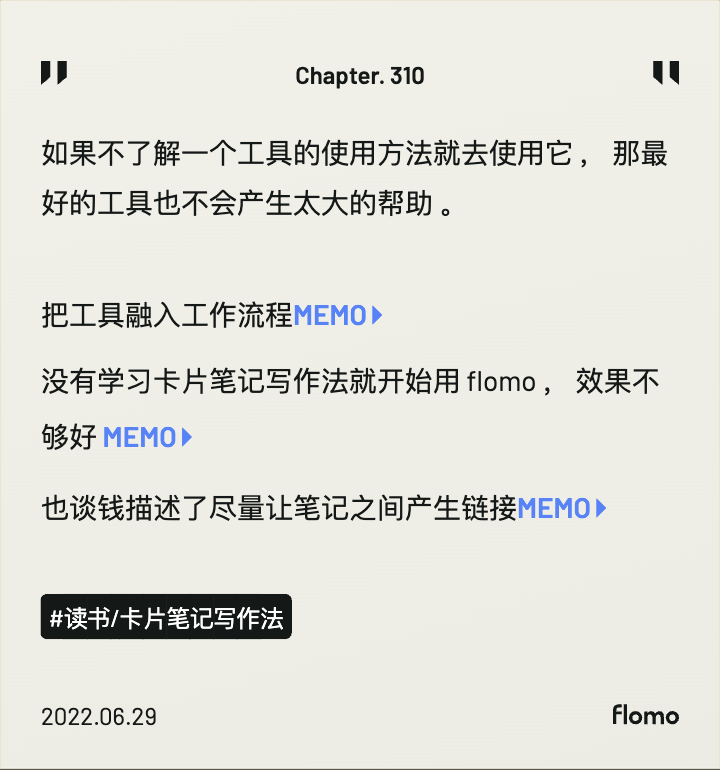 Chapter. 310
如果不了解一个工具的使用方法就去使用它， 那最
好的工具也不会产生太大的帮助 。
把工具融入工作流程MEMO
没有学习卡片笔记写作法就开始用 flomo ， 效果不
够好 MEMO
也谈钱描述了尽量让笔记之间产生链接MEMO
#读书/卡片笔记写作法
2022.06.29
flomo